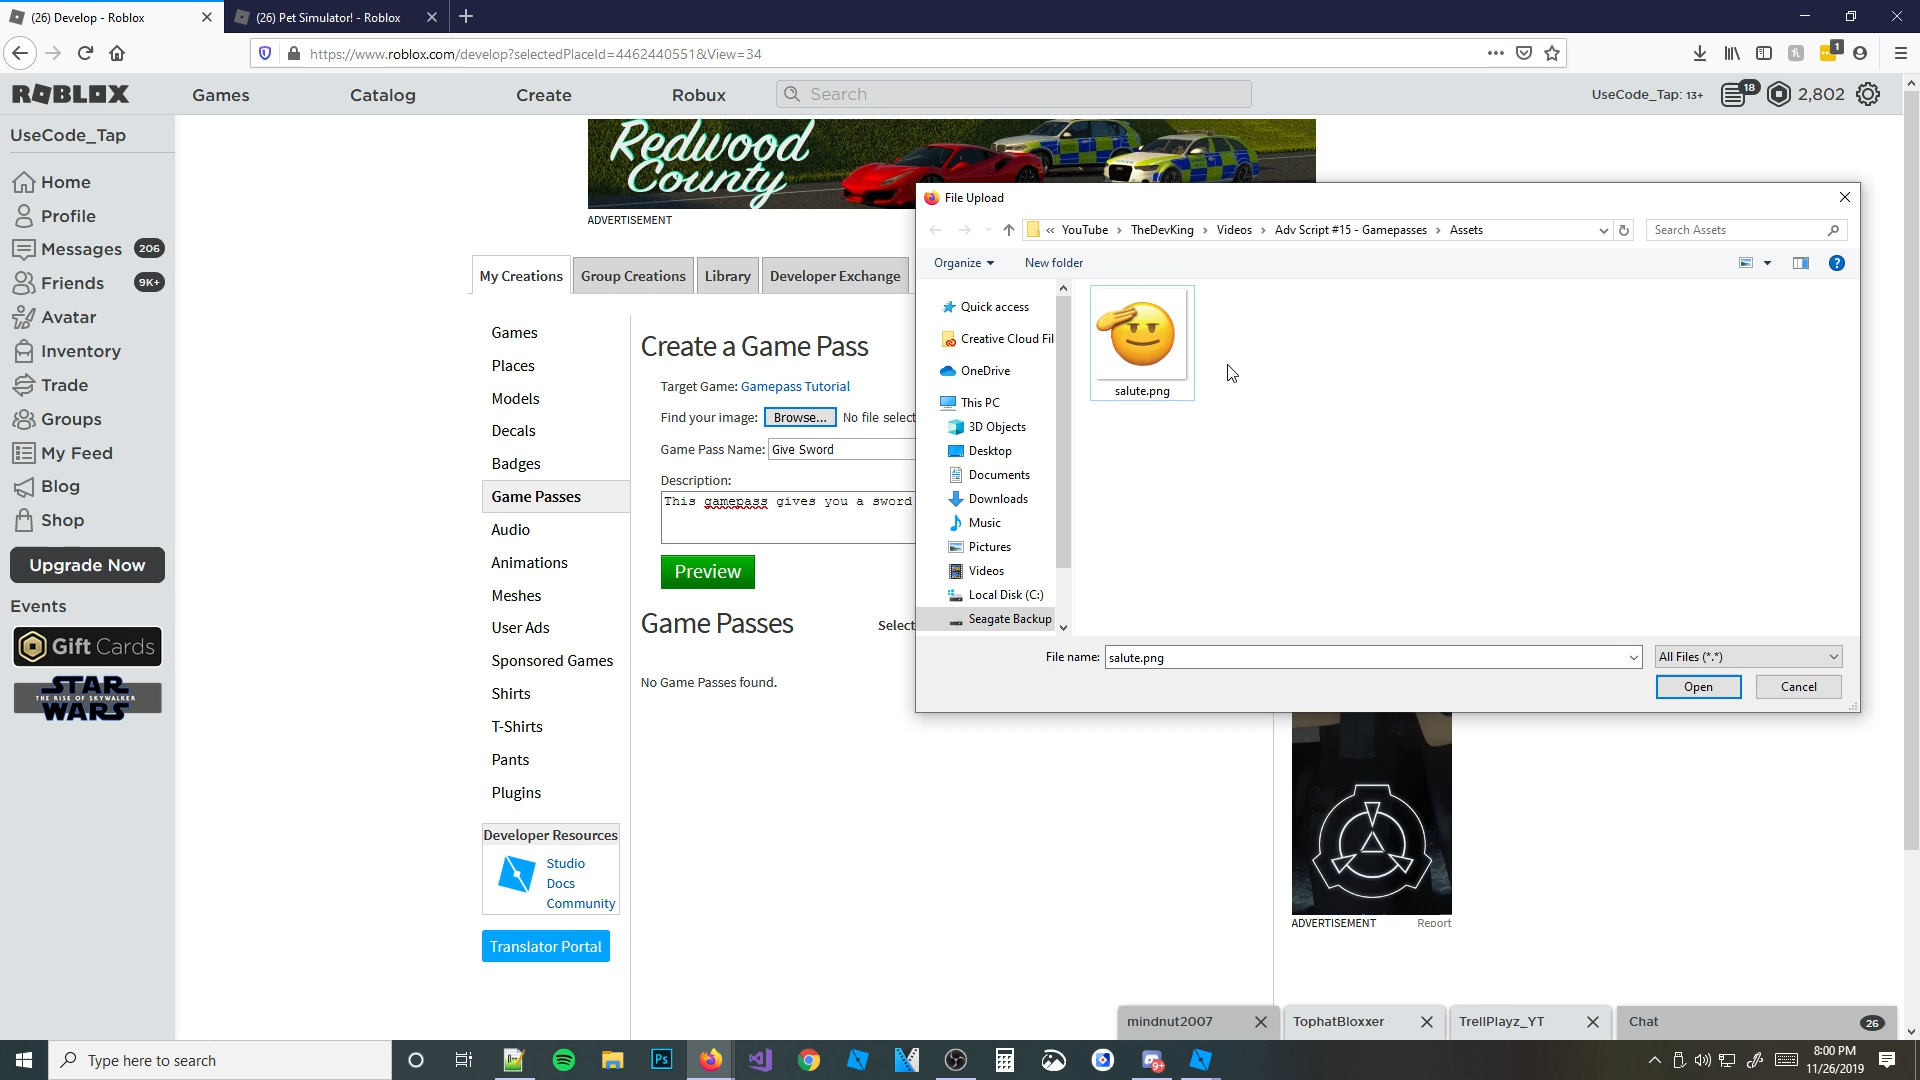 (26) Develop - Roblox
(26) Pet Simulator! - Roblox
https://www.roblox.com/develop?selectedPlaceId=4462440551&View=34
1
ROBLOX
Games
Catalog
Create
Robux
Search
UseCode_Tap: 13+
18
2,802
UseCode_Tap
Home
Profile
Messages 206
Friends 9K+
Avatar
Inventory
Trade
Groups
My Feed
Blog
Shop
Upgrade Now
Events
Gift Cards
STAR
THE RISE OF SKYWALKER
WARS
Redwood
County
ADVERTISEMENT
My Creations
Group Creations
Library
Developer Exchange
Games
Places
Models
Decals
Badges
Game Passes
Audio
Animations
Meshes
User Ads
Sponsored Games
Shirts
T-Shirts
Pants
Plugins
Developer Resources
Studio
Docs
Community
Translator Portal
Create a Game Pass
Target Game: Gamepass Tutorial
Find your image: Browse... No file select
Game Pass Name: Give Sword
Description:
This gamepass gives you a sword
Preview
Game Passes
Select
No Game Passes found.
File Upload
« YouTube › TheDevKing › Videos › Adv Script #15 - Gamepasses › Assets
Search Assets
Organize
New folder
?
Quick access
Creative Cloud Fil
OneDrive
This PC
3D Objects
Desktop
Documents
Downloads
Music
Pictures
Videos
Local Disk (C:)
Seagate Backup
salute.png
File name: salute.png
All Files (*.*)
Open
Cancel
ADVERTISEMENT
Report
mindnut2007
TophatBloxxer
TrellPlayz_YT
Chat
26
Type here to search
Ps
9+
8:00 PM
11/26/2019